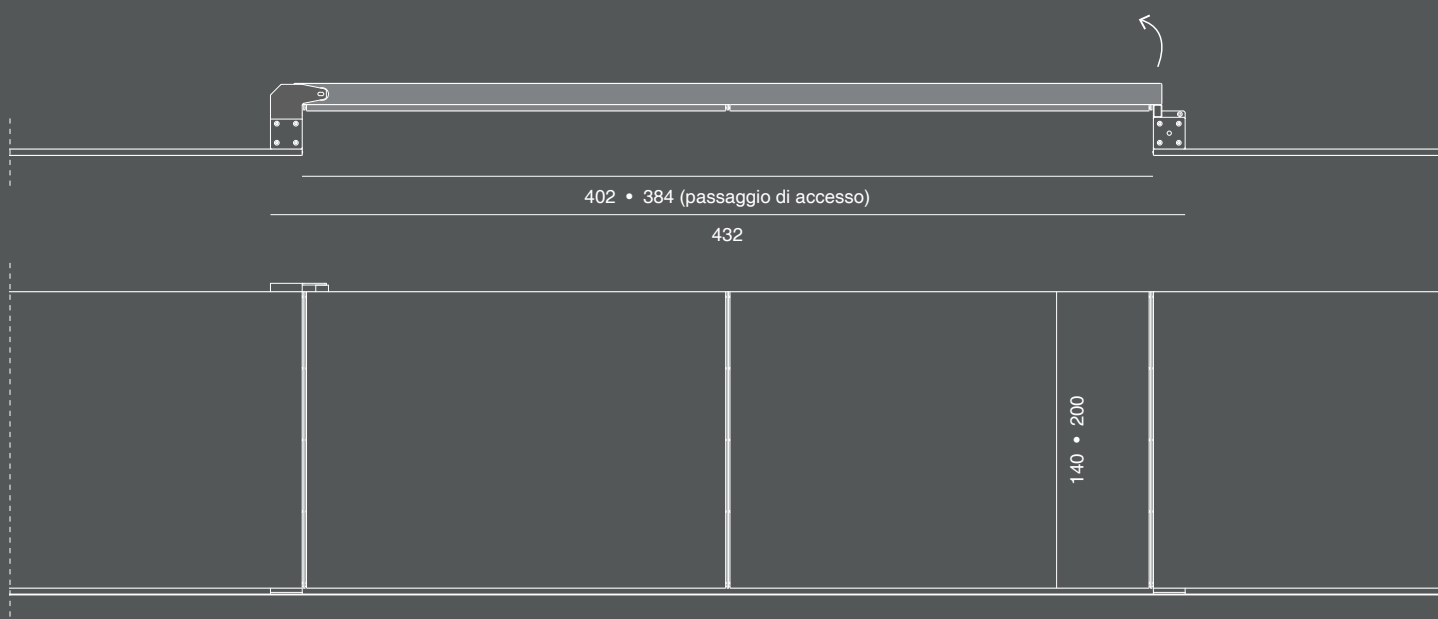 402 • 384 (passaggio di accesso)
432
140 • 200